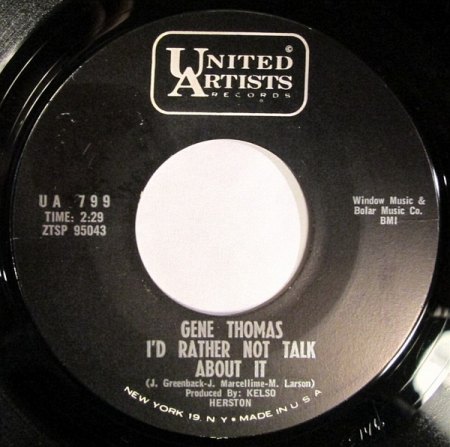 ©
UNITED
ARTISTS
RECORDS
UA 799
TIME: 2:29
ZTSP 95043
Window Music &
Bolar Music Co.
BMI
GENE THOMAS
I'D RATHER NOT TALK
ABOUT IT
(J. Greenback-J. Marcellime-M. Larson)
Produced By: KELSO
HERSTON
NEW YORK 19, N.Y • MADE IN U S A